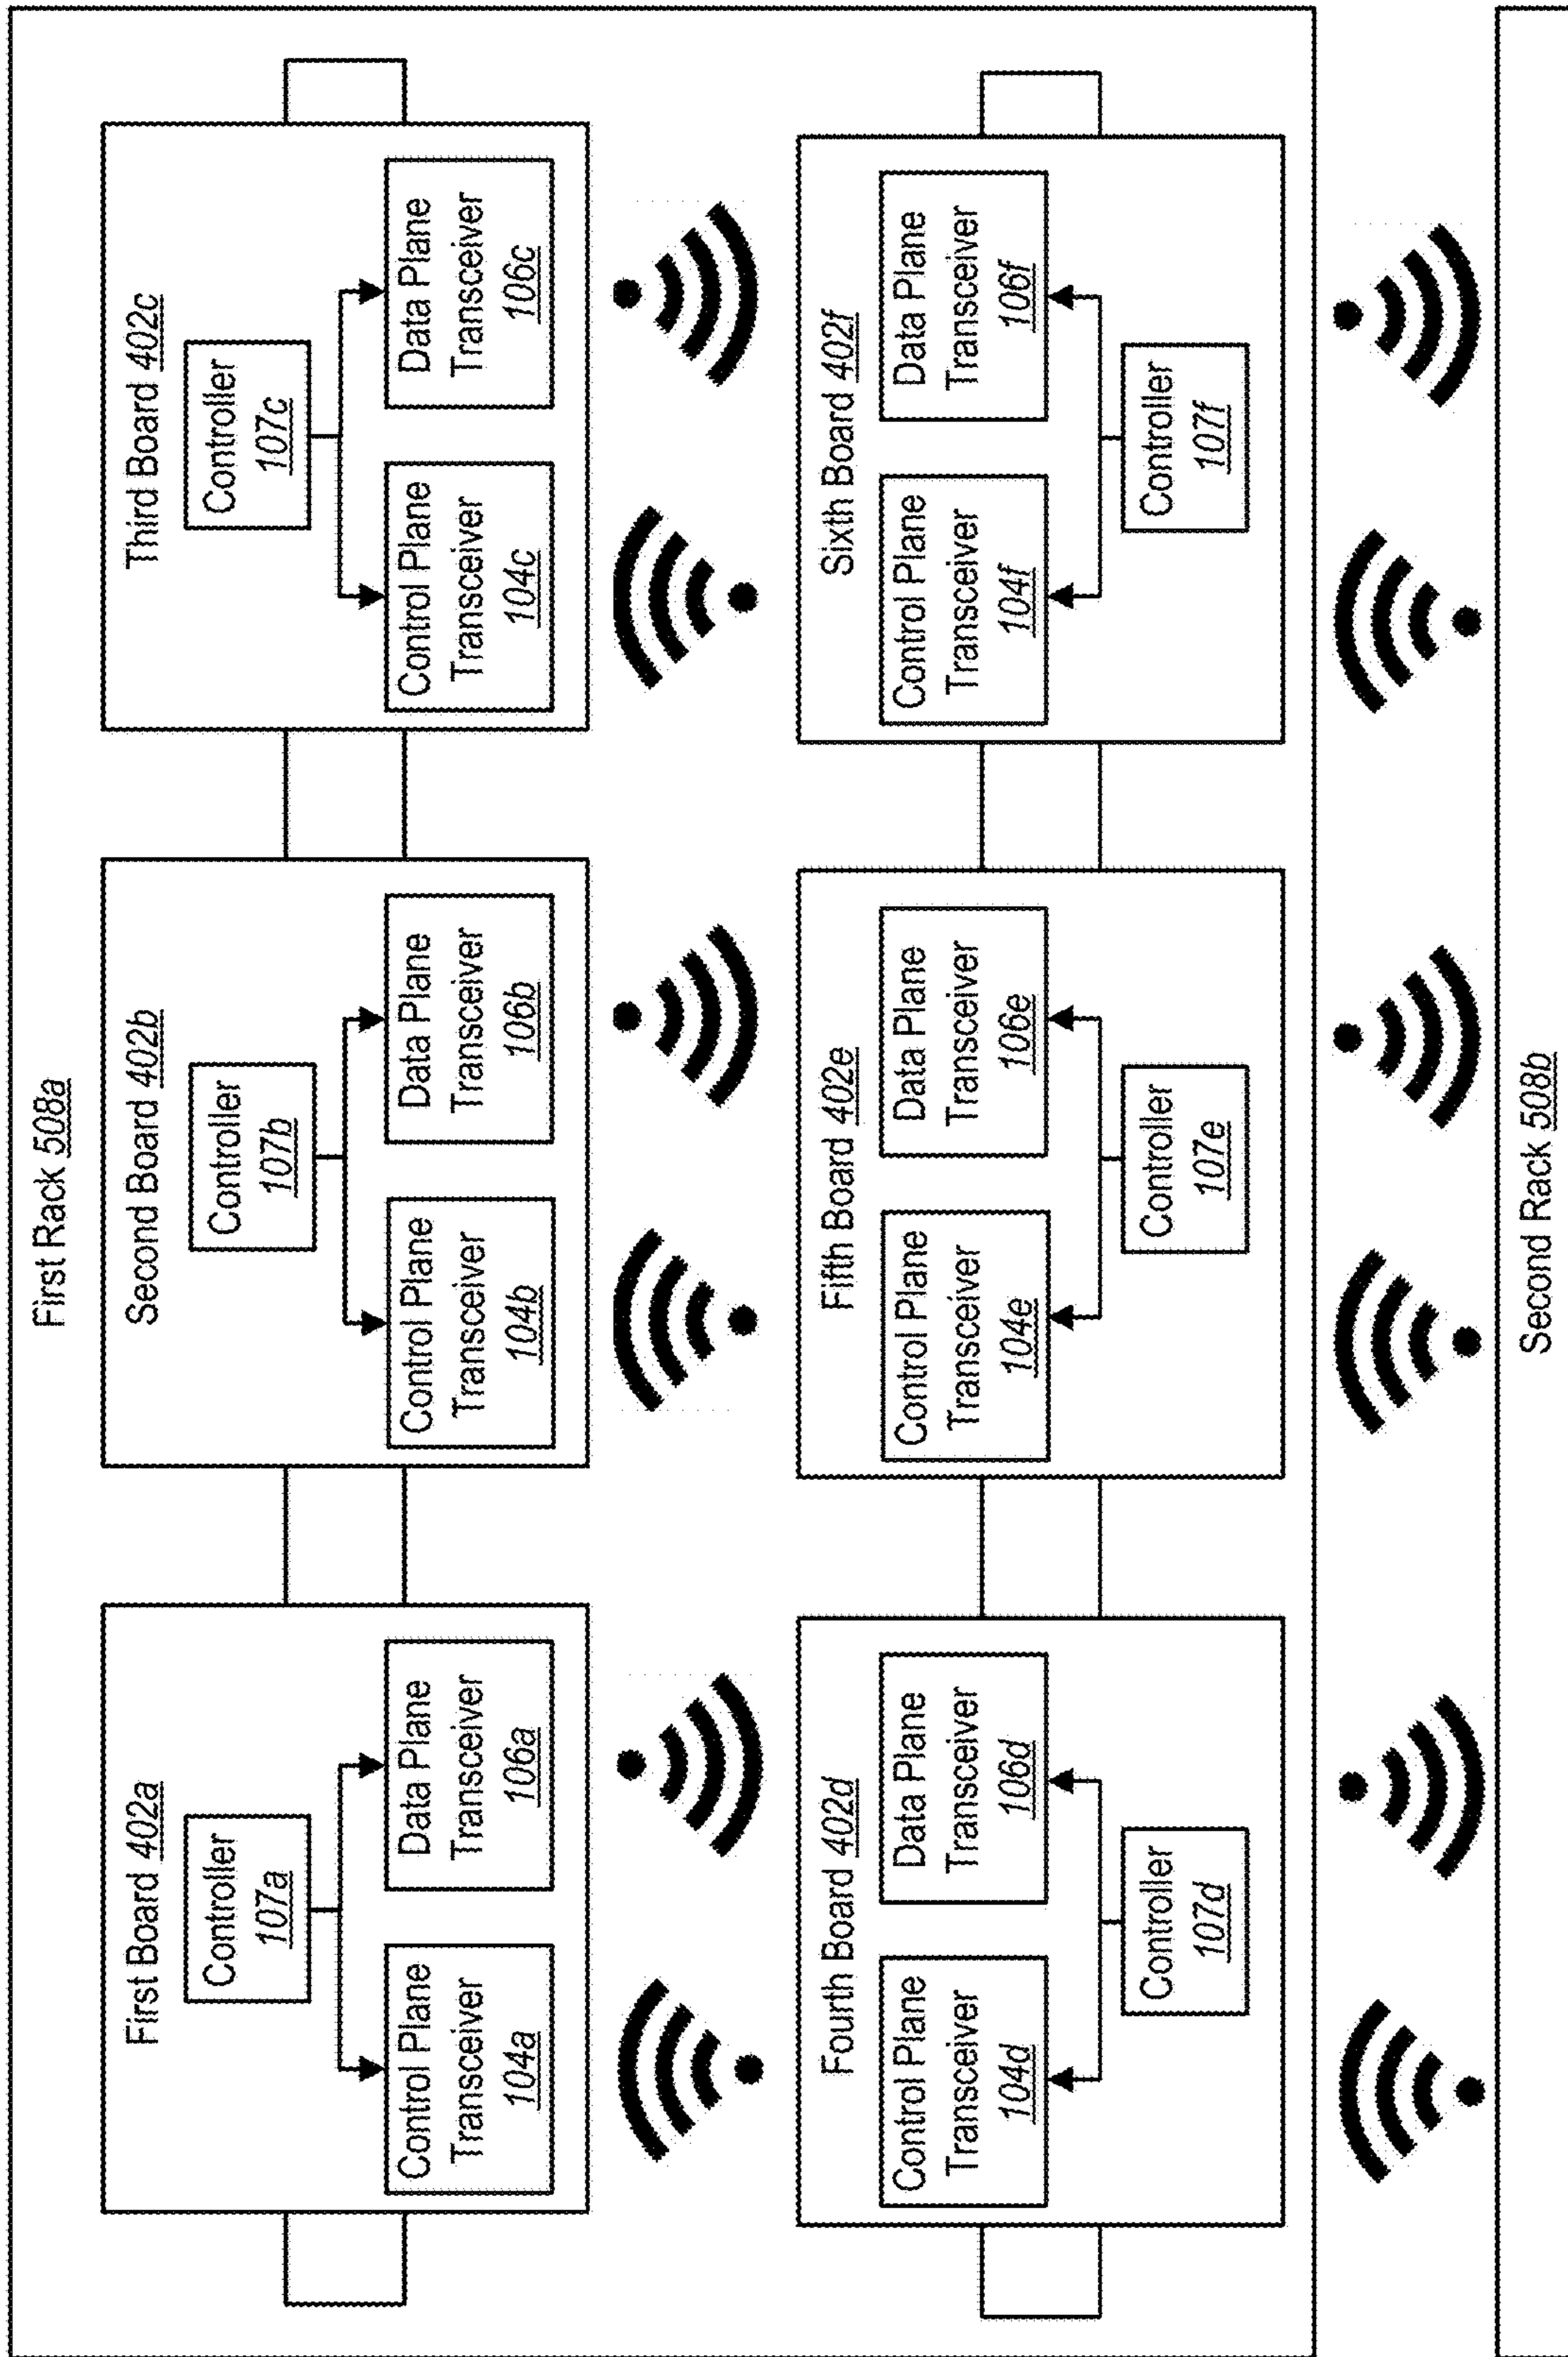 First Rack 508a
First Board 402a
Controller
107a
Control Plane
Transceiver
104a
Data Plane
Transceiver
106a
Second Board 402b
Controller
107b
Control Plane
Transceiver
104b
Data Plane
Transceiver
106b
Third Board 402c
Controller
107c
Control Plane
Transceiver
104c
Data Plane
Transceiver
106c
Fourth Board 402d
Control Plane
Transceiver
104d
Data Plane
Transceiver
106d
Controller
107d
Fifth Board 402e
Control Plane
Transceiver
104e
Data Plane
Transceiver
106e
Controller
107e
Sixth Board 402f
Control Plane
Transceiver
104f
Data Plane
Transceiver
106f
Controller
107f
Second Rack 508b